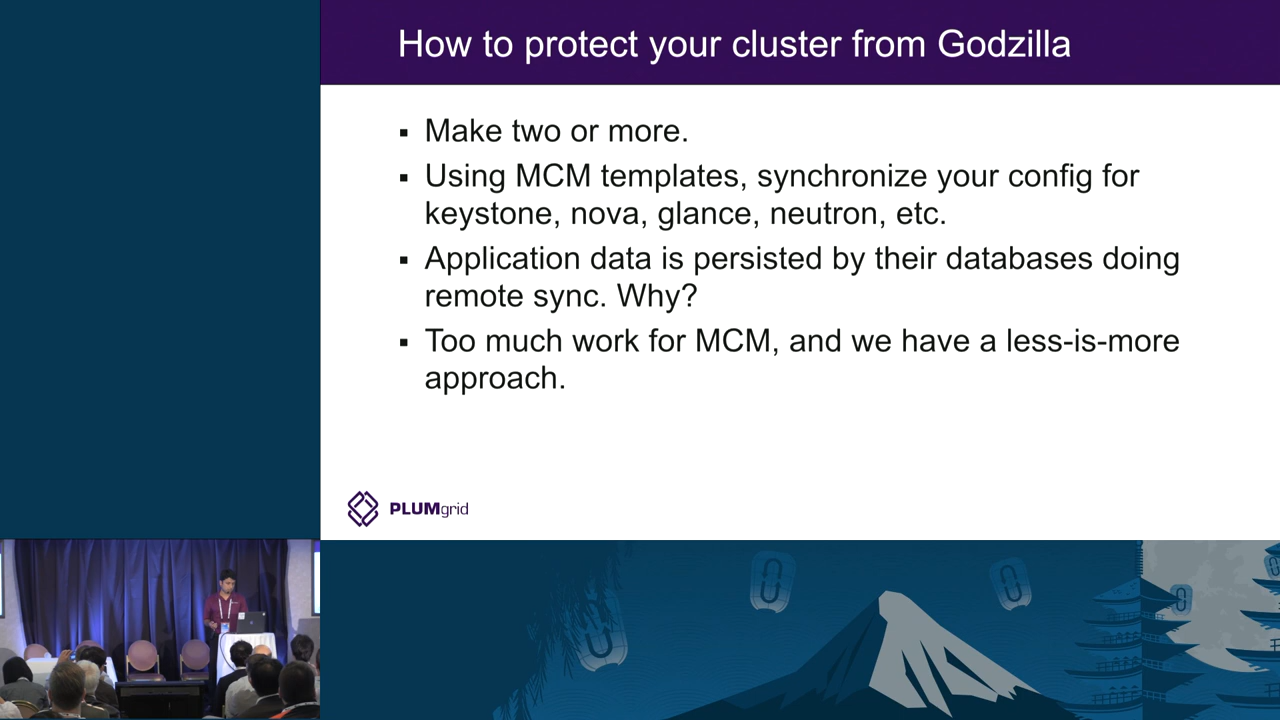 How to protect your cluster from Godzilla
▪ Make two or more.
▪ Using MCM templates, synchronize your config for
keystone, nova, glance, neutron, etc.
▪ Application data is persisted by their databases doing
remote sync. Why?
▪ Too much work for MCM, and we have a less-is-more
approach.
PLUMgrid